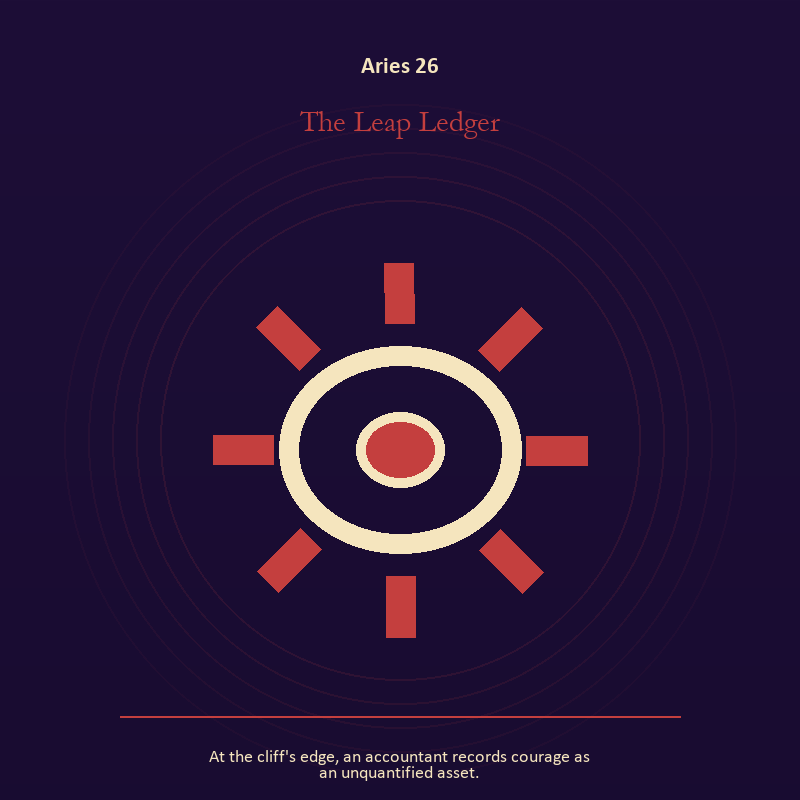 Aries 26
The Leap Ledger
At the cliff's edge, an accountant records courage as
an unquantified asset.